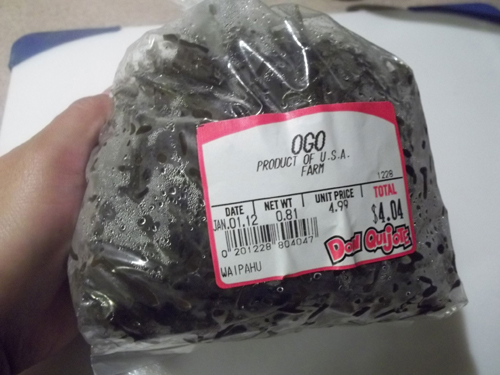 OGO
PRODUCT OF U.S.A.
FARM
1228
DATE NET WT UNIT PRICE TOTAL
JAN.01.12 0.81 4.99 $4.04
0 201228 804047
Don Quijote
WAIPAHU